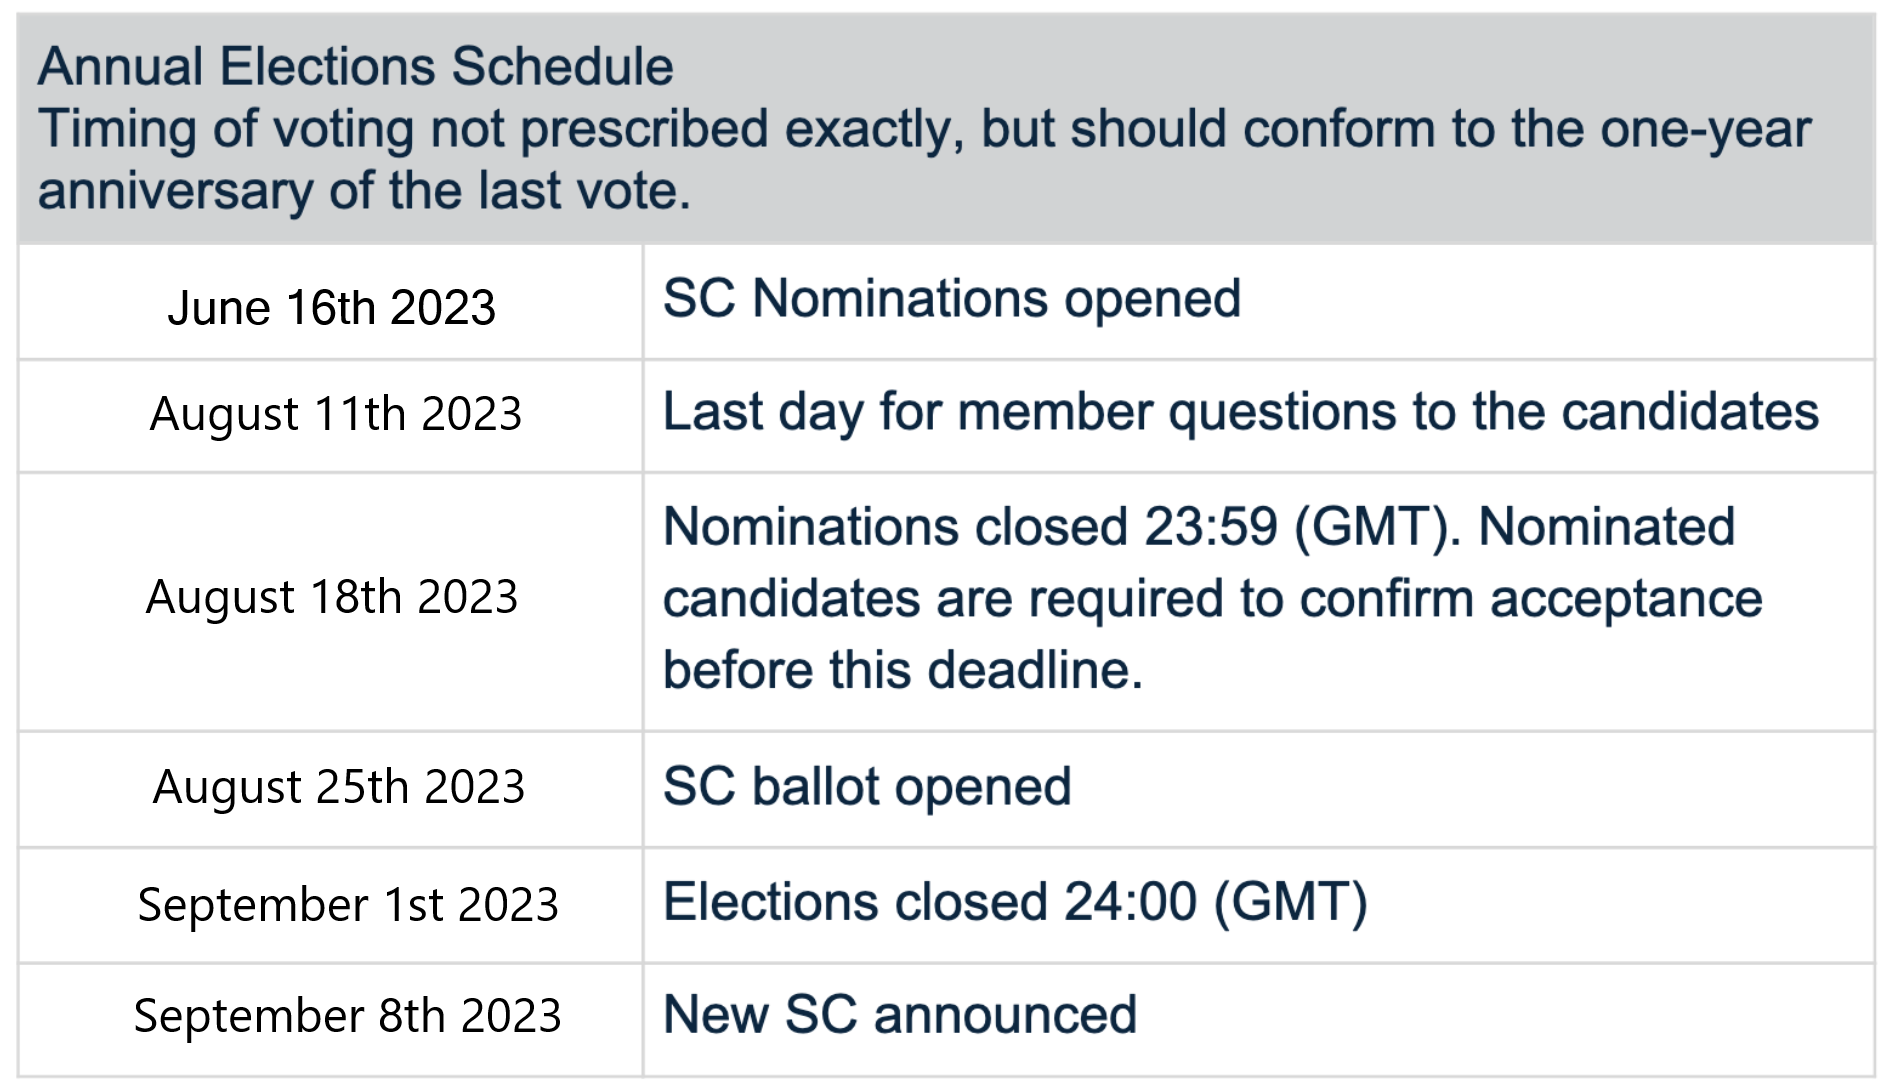 Annual Elections Schedule
Timing of voting not prescribed exactly, but should conform to the one-year
anniversary of the last vote.
June 16th 2023
SC Nominations opened
August 11th 2023
Last day for member questions to the candidates
August 18th 2023
Nominations closed 23:59 (GMT). Nominated
candidates are required to confirm acceptance
before this deadline.
August 25th 2023
SC ballot opened
September 1st 2023
Elections closed 24:00 (GMT)
September 8th 2023
New SC announced